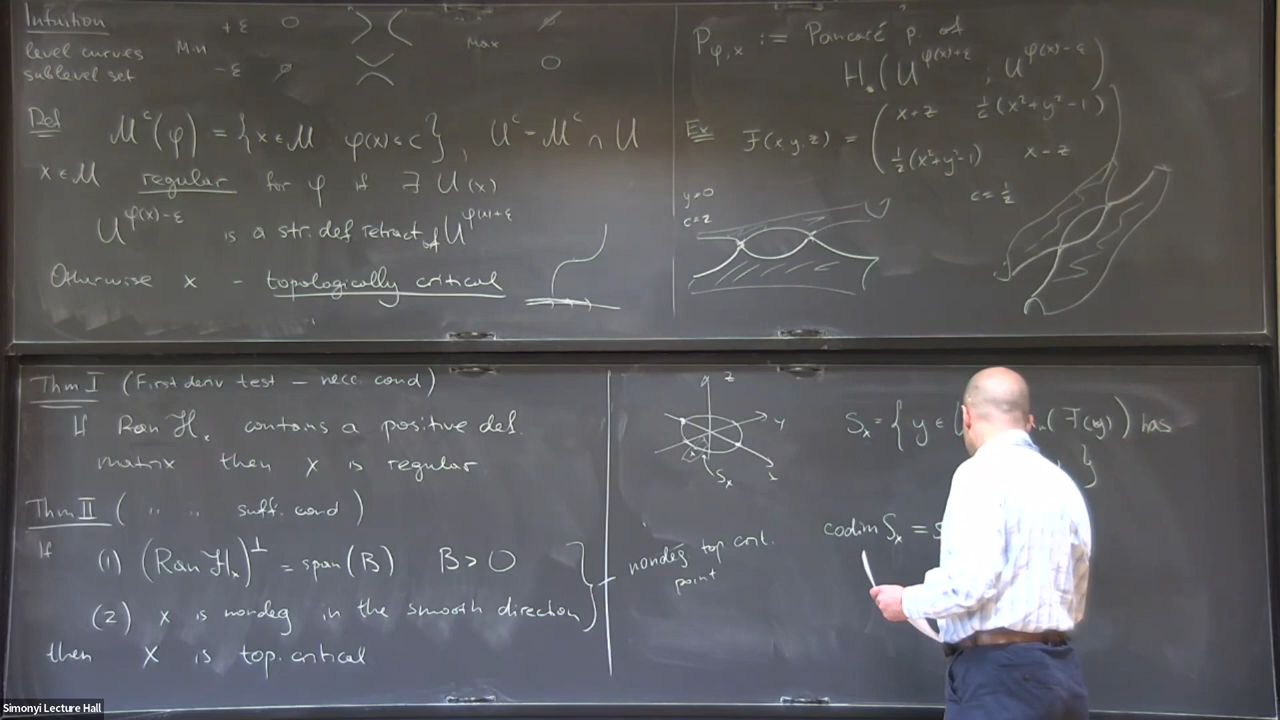 Intuition
level curves
sublevel set
Min
+ε
-ε
Max
Def
M^c(φ) = {x∈M φ(x)≤c}, U^c = M^c ∩ U
x∈M regular for φ if ∃ U(x)
U^{φ(x)-ε} is a str. def retract of U^{φ(x)+ε}
Otherwise x - topologically critical
P_{φ,x} := Poncaré p. of
H.(U^{φ(x)+ε}, U^{φ(x)-ε})
Ex F(x,y,z) = ( x+z ½(x²+y²-1)
½(x²+y²-1) x-z )
y=0
c=2
c=½
Thm I (First deriv test – necc. cond)
If Ran H_x contains a positive def.
matrix then x is regular
Thm II ( " " suff. cond )
If (1) (Ran H_x)^⊥ = span(B) B>0
(2) x is nondeg in the smooth direction
then x is top. critical
nondeg top crit.
point
z
y
x
S_x
S_x = { y ∈ (F(y)) has
}
codim S_x =
Simonyi Lecture Hall